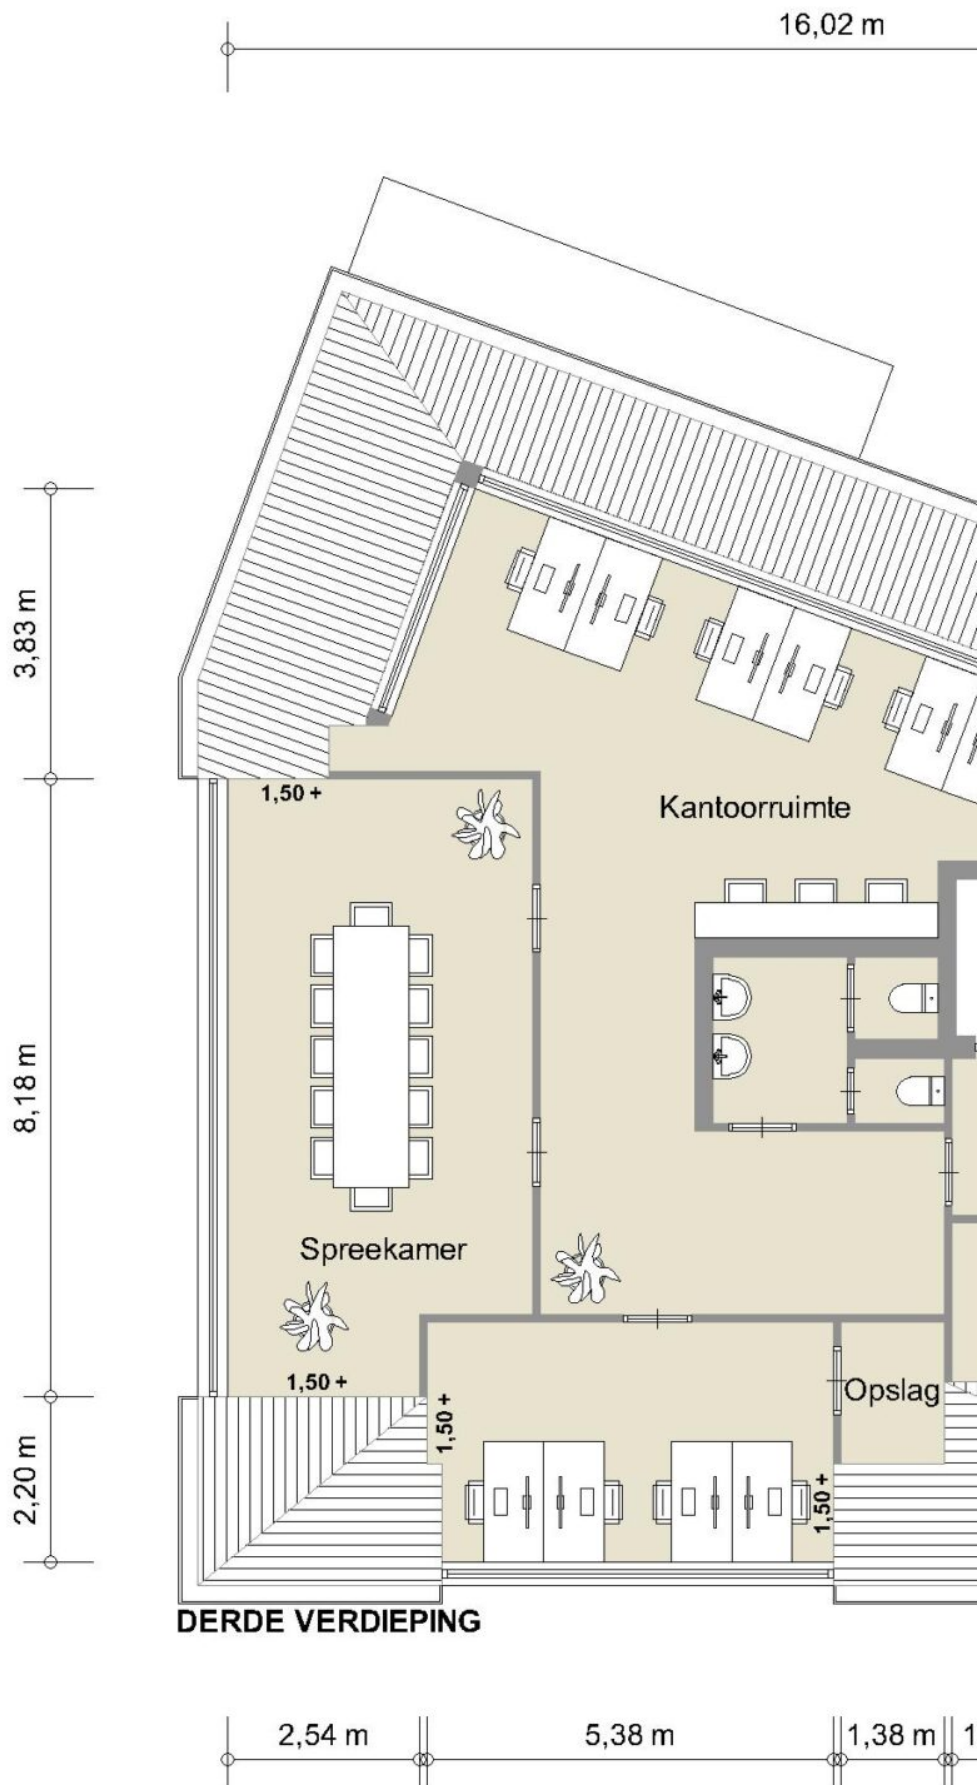 16,02 m
3,83 m
1,50 +
Kantoorruimte
8,18 m
Spreekamer
1,50 +
1,50 +
Opslag
2,20 m
1,50 +
DERDE VERDIEPING
2,54 m
5,38 m
1,38 m
1